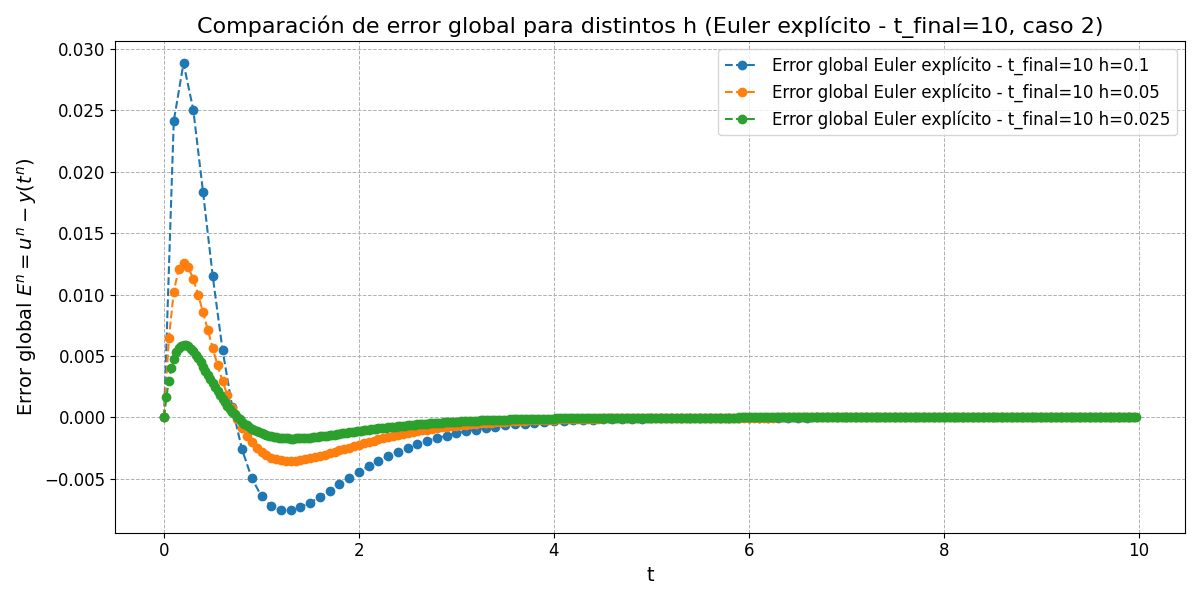 Comparación de error global para distintos h (Euler explícito - t_final=10, caso 2)
Error global Euler explícito - t_final=10 h=0.1
Error global Euler explícito - t_final=10 h=0.05
Error global Euler explícito - t_final=10 h=0.025
Error global Eⁿ = uⁿ − y(tⁿ)
0.030
0.025
0.020
0.015
0.010
0.005
0.000
−0.005
0 2 4 6 8 10
t